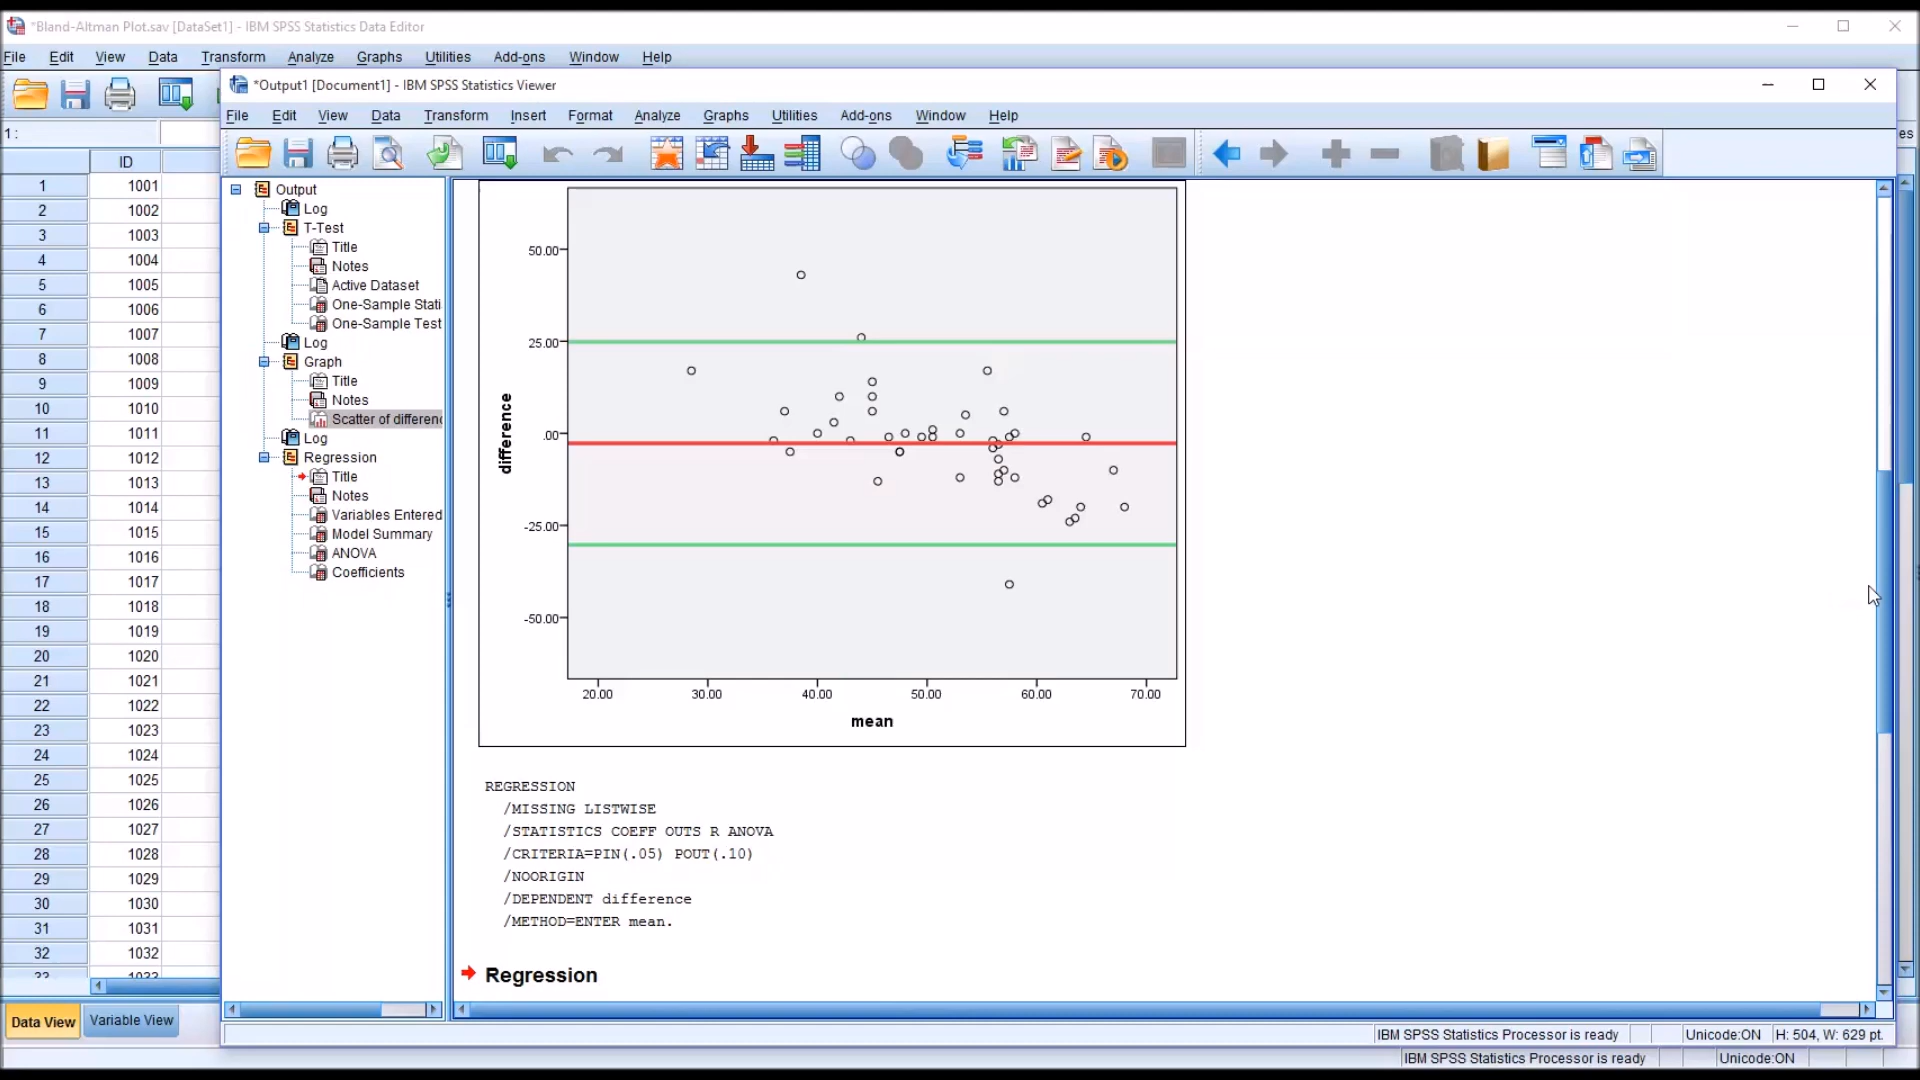 *Bland-Altman Plot.sav [DataSet1] - IBM SPSS Statistics Data Editor
File Edit View Data Transform Analyze Graphs Utilities Add-ons Window Help
*Output1 [Document1] - IBM SPSS Statistics Viewer
File Edit View Data Transform Insert Format Analyze Graphs Utilities Add-ons Window Help
1 :
es
ID
1 1001
2 1002
3 1003
4 1004
5 1005
6 1006
7 1007
8 1008
9 1009
10 1010
11 1011
12 1012
13 1013
14 1014
15 1015
16 1016
17 1017
18 1018
19 1019
20 1020
21 1021
22 1022
23 1023
24 1024
25 1025
26 1026
27 1027
28 1028
29 1029
30 1030
31 1031
32 1032
33 1033
Data View Variable View
Output
Log
T-Test
Title
Notes
Active Dataset
One-Sample Stati
One-Sample Test
Log
Graph
Title
Notes
Scatter of differenc
Log
Regression
Title
Notes
Variables Entered
Model Summary
ANOVA
Coefficients
difference
50.00
25.00
.00
-25.00
-50.00
20.00 30.00 40.00 50.00 60.00 70.00
mean
REGRESSION
/MISSING LISTWISE
/STATISTICS COEFF OUTS R ANOVA
/CRITERIA=PIN(.05) POUT(.10)
/NOORIGIN
/DEPENDENT difference
/METHOD=ENTER mean.
Regression
IBM SPSS Statistics Processor is ready Unicode:ON H: 504, W: 629 pt.
IBM SPSS Statistics Processor is ready Unicode:ON